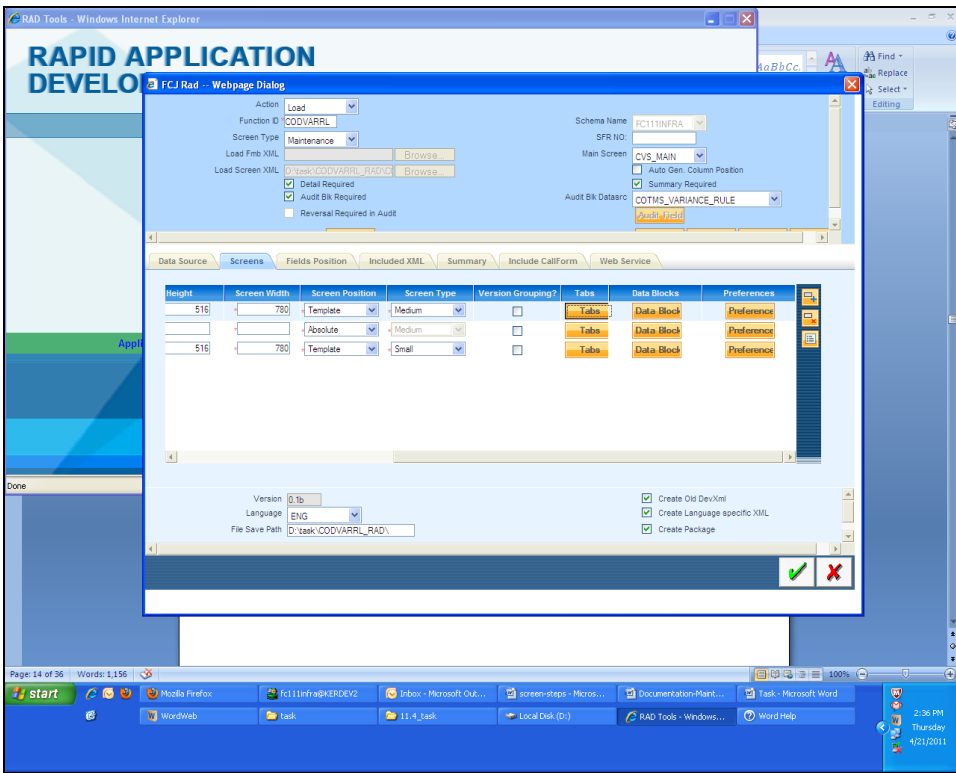 RAD Tools - Windows Internet Explorer
RAPID APPLICATION
DEVELO
AaBbCc.
Find
Replace
Select
Editing
FCJ Rad -- Webpage Dialog
Action Load
Function ID *CODVARRL Schema Name FC111INFRA
Screen Type Maintenance SFR NO:
Load Fmb XML Browse... Main Screen CVS_MAIN
Load Screen XML D:\task\CODVARRL_RAD\C Browse... Auto Gen. Column Position
Detail Required Summary Required
Audit Blk Required Audit Blk Datasrc COTMS_VARIANCE_RULE
Reversal Required in Audit Audit Field
Data Source Screens Fields Position Included XML Summary Include CallForm Web Service
Height Screen Width Screen Position Screen Type Version Grouping? Tabs Data Blocks Preferences
516 * 780 * Template * Medium Tabs Data Block Preference
* * Absolute * Medium Tabs Data Block Preference
516 * 780 * Template * Small Tabs Data Block Preference
Appli
Done
Version 0.1b Create Old DevXml
Language ENG Create Language specific XML
File Save Path D:\task\CODVARRL_RAD\ Create Package
Page: 14 of 36 Words: 1,156 100%
start Mozilla Firefox fc111infra@KERDEV2 Inbox - Microsoft Out... screen-steps - Micros... Documentation-Maint... Task - Microsoft Word
WordWeb task 11.4_task Local Disk (D:) RAD Tools - Windows... Word Help
2:36 PM
Thursday
4/21/2011